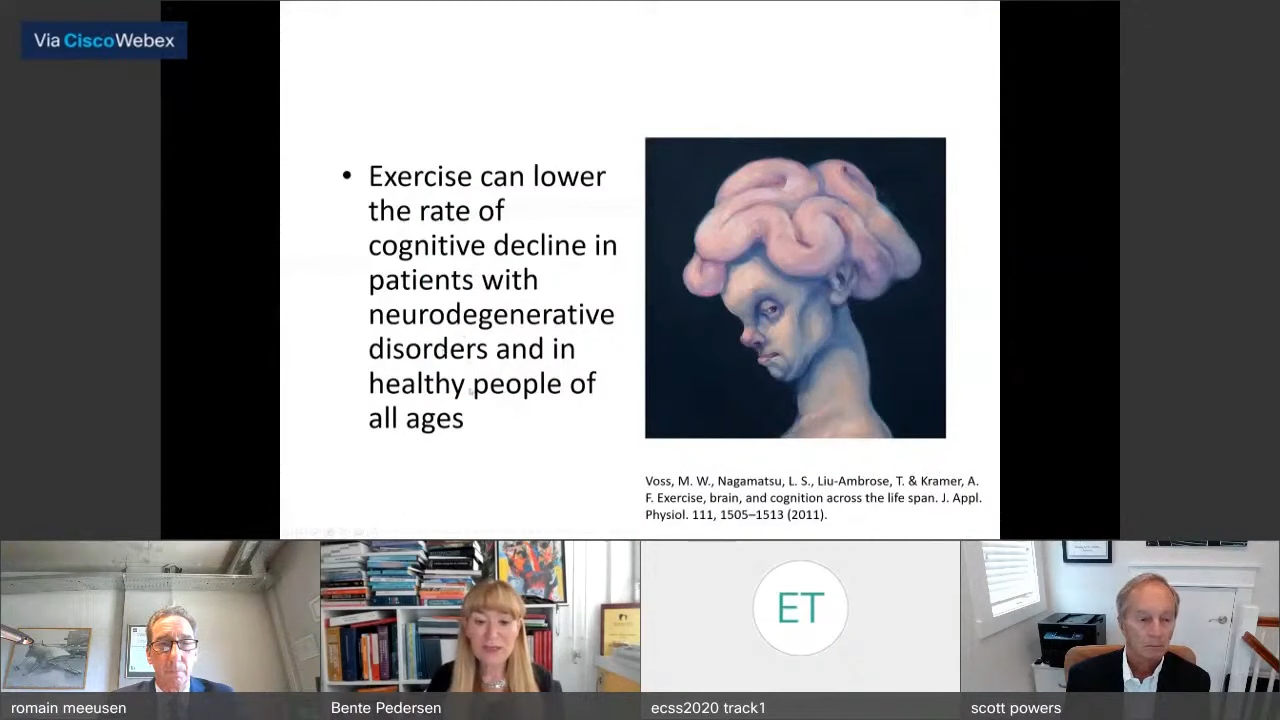 Via CiscoWebex
• Exercise can lower
the rate of
cognitive decline in
patients with
neurodegenerative
disorders and in
healthy people of
all ages
Voss, M. W., Nagamatsu, L. S., Liu-Ambrose, T. & Kramer, A.
F. Exercise, brain, and cognition across the life span. J. Appl.
Physiol. 111, 1505–1513 (2011).
ET
romain meeusen
Bente Pedersen
ecss2020 track1
scott powers